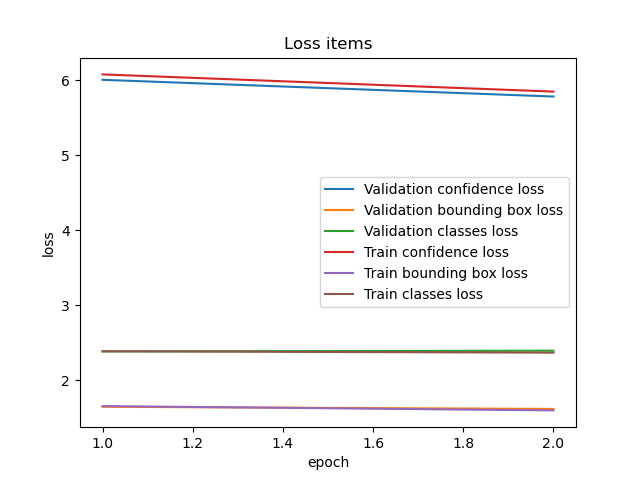 Loss items
6
5
4
3
2
loss
Validation confidence loss
Validation bounding box loss
Validation classes loss
Train confidence loss
Train bounding box loss
Train classes loss
1.0 1.2 1.4 1.6 1.8 2.0
epoch